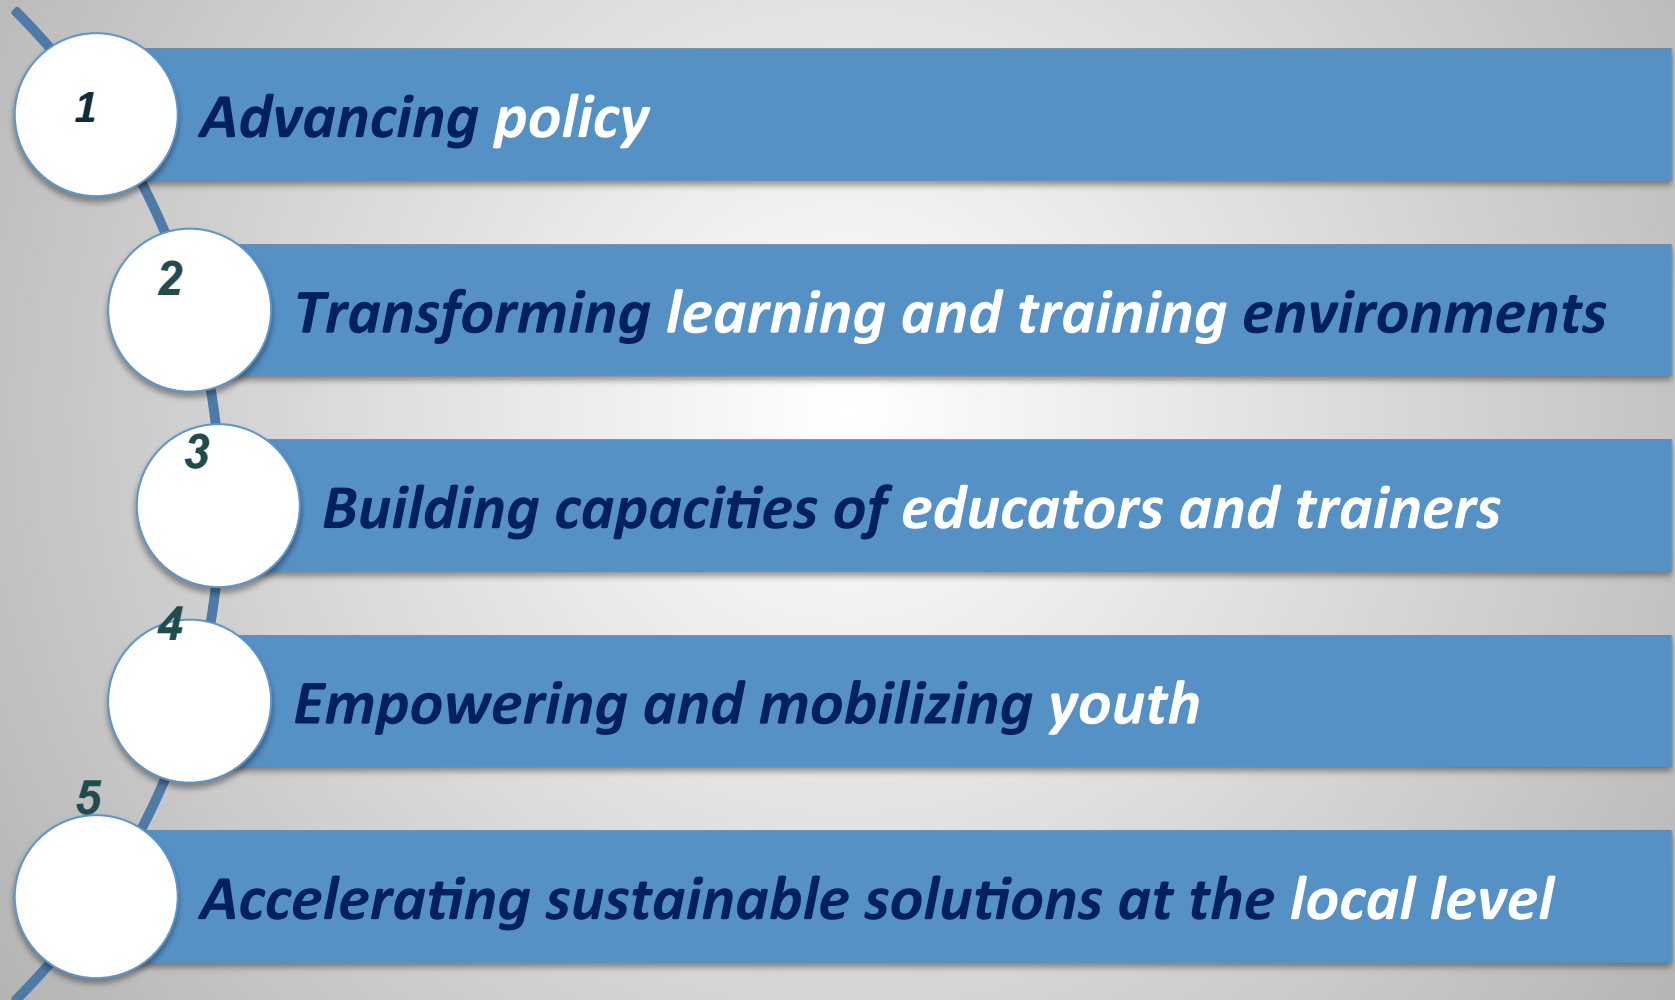 1
Advancing policy
2
Transforming learning and training environments
3
Building capacities of educators and trainers
4
Empowering and mobilizing youth
5
Accelerating sustainable solutions at the local level